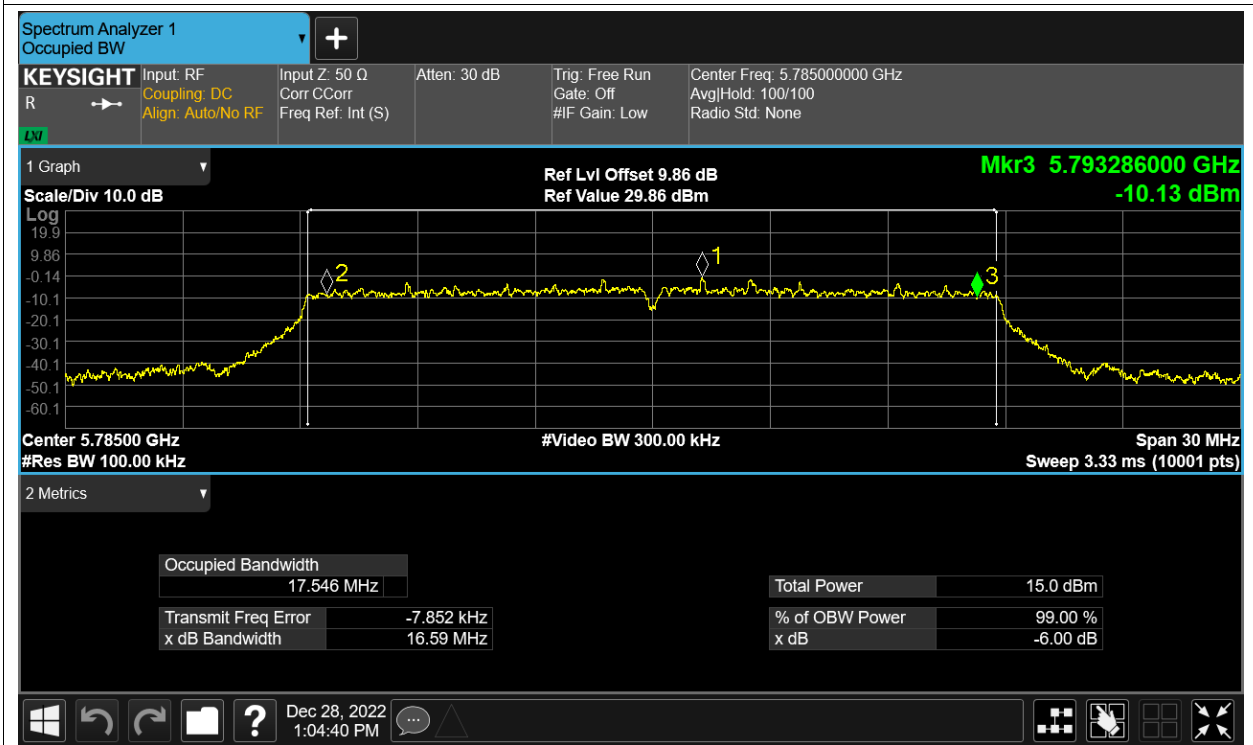 Spectrum Analyzer 1
Occupied BW
KEYSIGHT
R
LXI
Input: RF
Coupling: DC
Align: Auto/No RF
Input Z: 50 Ω
Corr CCorr
Freq Ref: Int (S)
Atten: 30 dB
Trig: Free Run
Gate: Off
#IF Gain: Low
Center Freq: 5.785000000 GHz
Avg|Hold: 100/100
Radio Std: None
1 Graph
Scale/Div 10.0 dB
Ref Lvl Offset 9.86 dB
Ref Value 29.86 dBm
Mkr3 5.793286000 GHz
-10.13 dBm
Log
19.9
9.86
-0.14
-10.1
-20.1
-30.1
-40.1
-50.1
-60.1
2
1
3
Center 5.78500 GHz
#Video BW 300.00 kHz
Span 30 MHz
#Res BW 100.00 kHz
Sweep 3.33 ms (10001 pts)
2 Metrics
Occupied Bandwidth
17.546 MHz
Transmit Freq Error -7.852 kHz
x dB Bandwidth 16.59 MHz
Total Power 15.0 dBm
% of OBW Power 99.00 %
x dB -6.00 dB
?
Dec 28, 2022
1:04:40 PM